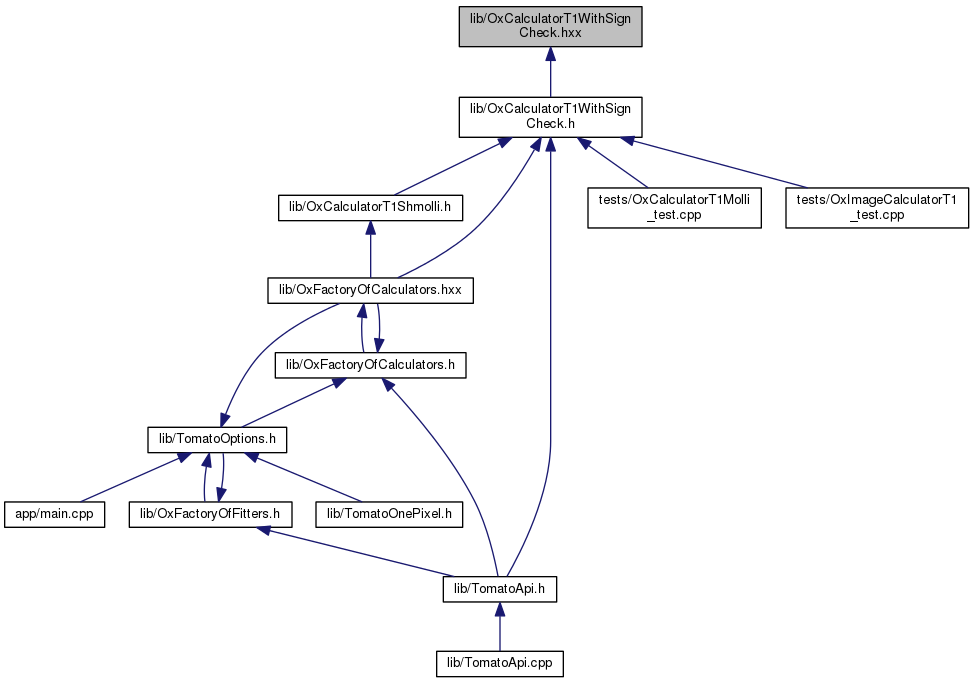 lib/OxCalculatorT1WithSign
Check.hxx
lib/OxCalculatorT1WithSign
Check.h
lib/OxCalculatorT1Shmolli.h
tests/OxCalculatorT1Molli
_test.cpp
tests/OxImageCalculatorT1
_test.cpp
lib/OxFactoryOfCalculators.hxx
lib/OxFactoryOfCalculators.h
lib/TomatoOptions.h
app/main.cpp
lib/OxFactoryOfFitters.h
lib/TomatoOnePixel.h
lib/TomatoApi.h
lib/TomatoApi.cpp